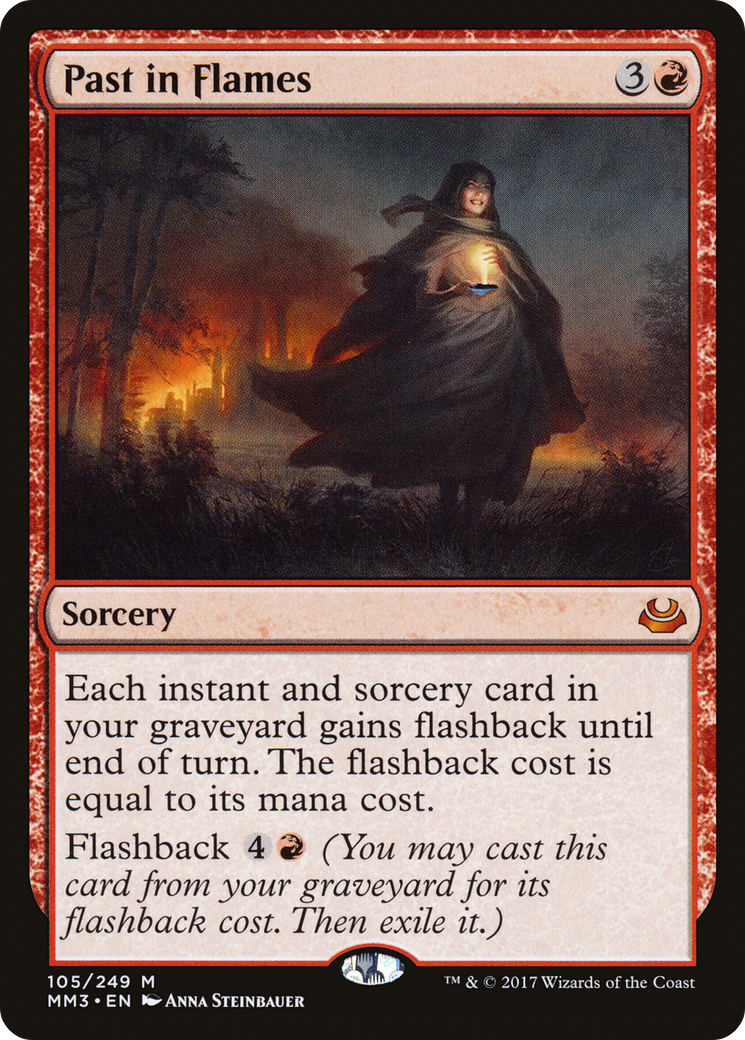 Past in Flames 3
Sorcery
Each instant and sorcery card in
your graveyard gains flashback until
end of turn. The flashback cost is
equal to its mana cost.
Flashback 4 (You may cast this
card from your graveyard for its
flashback cost. Then exile it.)
105/249 M
MM3 • EN Anna Steinbauer
™ & © 2017 Wizards of the Coast